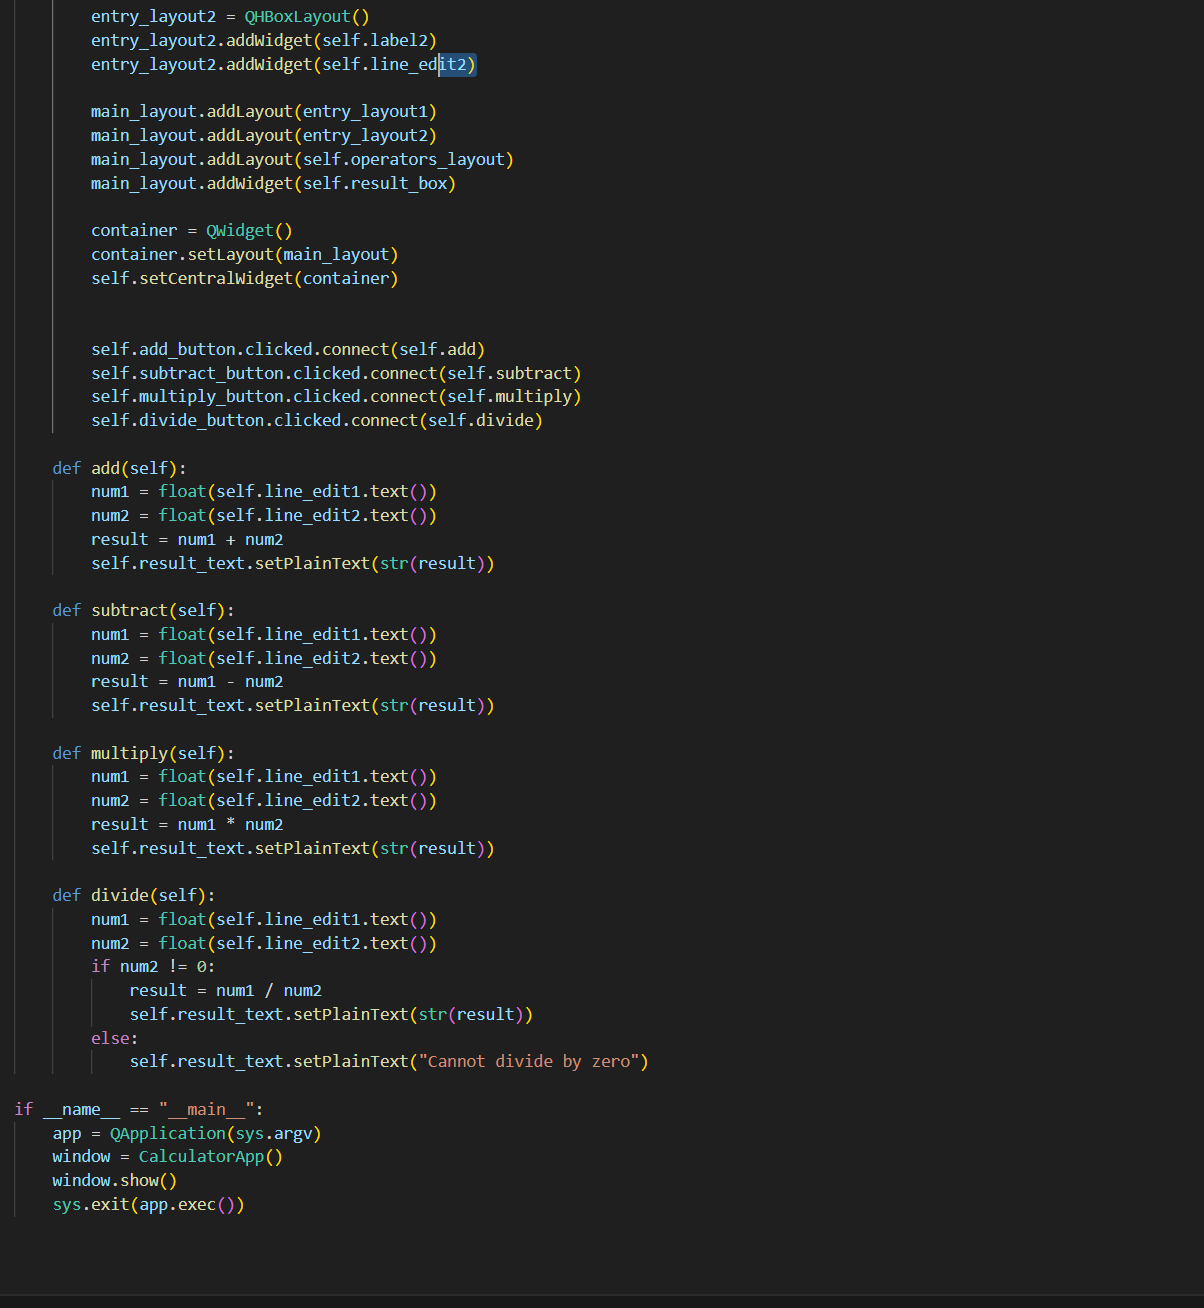 entry_layout2 = QHBoxLayout()
entry_layout2.addWidget(self.label2)
entry_layout2.addWidget(self.line_edit2)
main_layout.addLayout(entry_layout1)
main_layout.addLayout(entry_layout2)
main_layout.addLayout(self.operators_layout)
main_layout.addWidget(self.result_box)
container = QWidget()
container.setLayout(main_layout)
self.setCentralWidget(container)
self.add_button.clicked.connect(self.add)
self.subtract_button.clicked.connect(self.subtract)
self.multiply_button.clicked.connect(self.multiply)
self.divide_button.clicked.connect(self.divide)
def add(self):
num1 = float(self.line_edit1.text())
num2 = float(self.line_edit2.text())
result = num1 + num2
self.result_text.setPlainText(str(result))
def subtract(self):
num1 = float(self.line_edit1.text())
num2 = float(self.line_edit2.text())
result = num1 - num2
self.result_text.setPlainText(str(result))
def multiply(self):
num1 = float(self.line_edit1.text())
num2 = float(self.line_edit2.text())
result = num1 * num2
self.result_text.setPlainText(str(result))
def divide(self):
num1 = float(self.line_edit1.text())
num2 = float(self.line_edit2.text())
if num2 != 0:
result = num1 / num2
self.result_text.setPlainText(str(result))
else:
self.result_text.setPlainText("Cannot divide by zero")
if __name__ == "__main__":
app = QApplication(sys.argv)
window = CalculatorApp()
window.show()
sys.exit(app.exec())